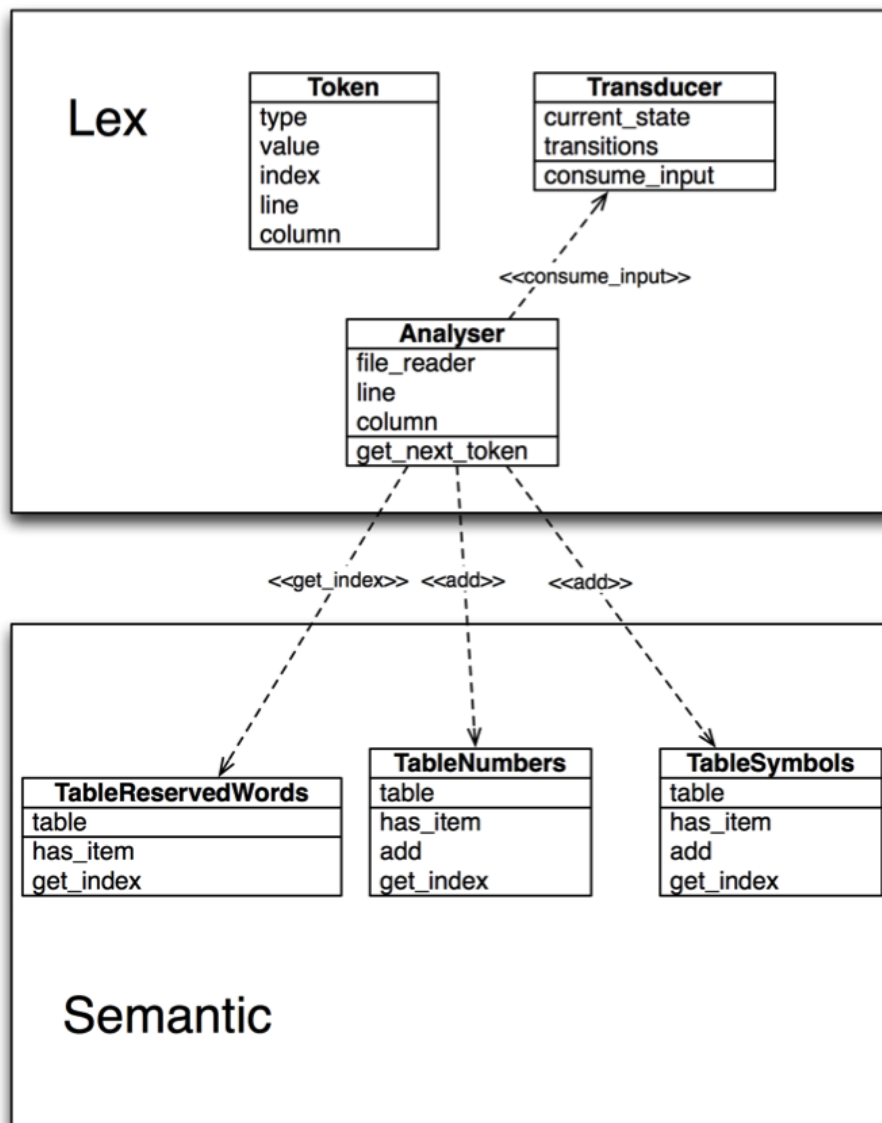 Lex
Token
type
value
index
line
column
Transducer
current_state
transitions
consume_input
<<consume_input>>
Analyser
file_reader
line
column
get_next_token
<<get_index>>
<<add>>
<<add>>
TableReservedWords
table
has_item
get_index
TableNumbers
table
has_item
add
get_index
TableSymbols
table
has_item
add
get_index
Semantic